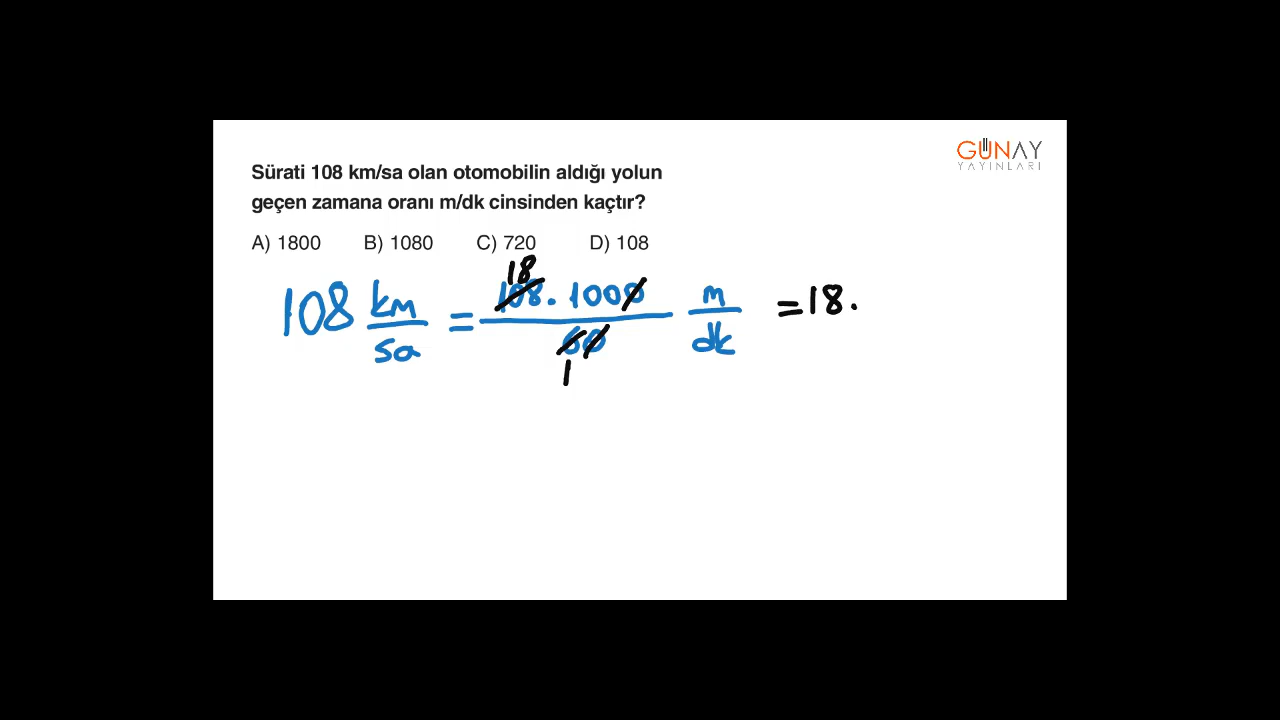 GÜNAY
YAYINLARI
Sürati 108 km/sa olan otomobilin aldığı yolun
geçen zamana oranı m/dk cinsinden kaçtır?
A) 1800 B) 1080 C) 720 D) 108
18
108 km/sa = 108 . 1000 / 60 m/dk = 18.
1